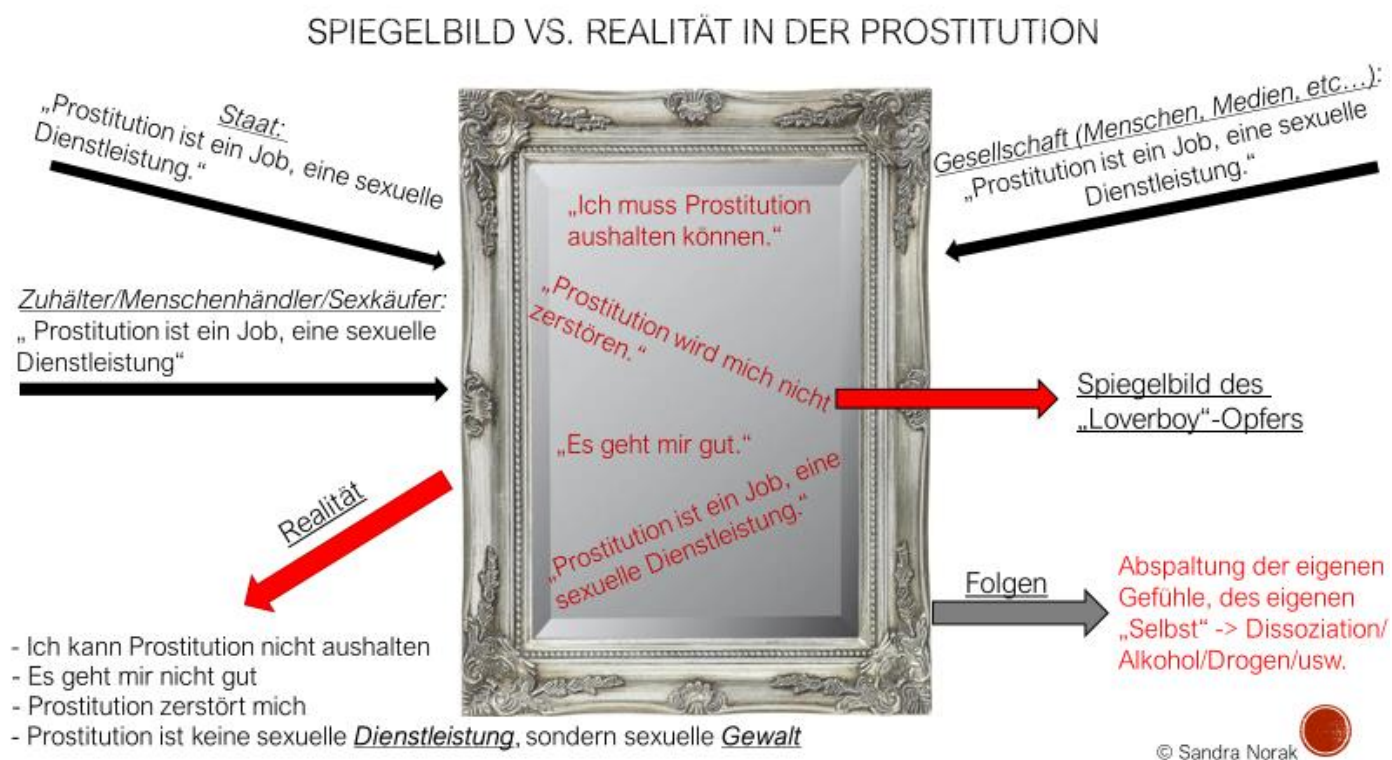 SPIEGELBILD VS. REALITÄT IN DER PROSTITUTION
Staat:
„Prostitution ist ein Job, eine sexuelle
Dienstleistung.“
Gesellschaft (Menschen, Medien, etc…):
„Prostitution ist ein Job, eine sexuelle
Dienstleistung.“
Zuhälter/Menschenhändler/Sexkäufer:
„ Prostitution ist ein Job, eine sexuelle
Dienstleistung“
„Ich muss Prostitution
aushalten können.“
„Prostitution wird mich nicht
zerstören.“
„Es geht mir gut.“
„Prostitution ist ein Job, eine
sexuelle Dienstleistung.“
Spiegelbild des
„Loverboy“-Opfers
Realität
- Ich kann Prostitution nicht aushalten
- Es geht mir nicht gut
- Prostitution zerstört mich
- Prostitution ist keine sexuelle Dienstleistung, sondern sexuelle Gewalt
Folgen
Abspaltung der eigenen
Gefühle, des eigenen
„Selbst“ -> Dissoziation/
Alkohol/Drogen/usw.
© Sandra Norak